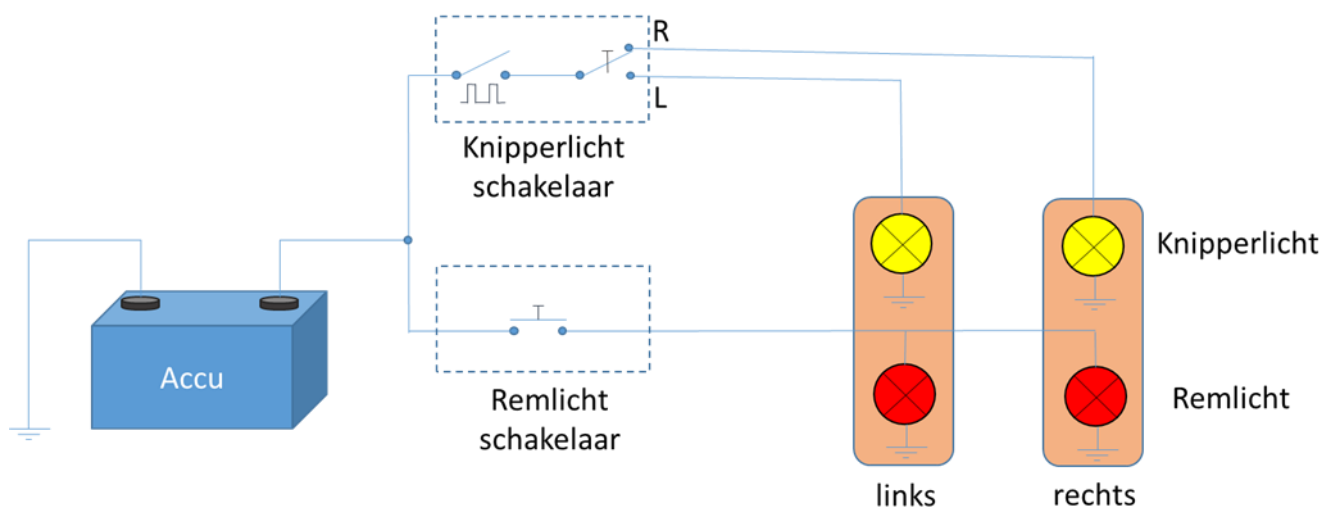 R
L
Knipperlicht
schakelaar
Knipperlicht
Accu
Remlicht
schakelaar
Remlicht
links
rechts